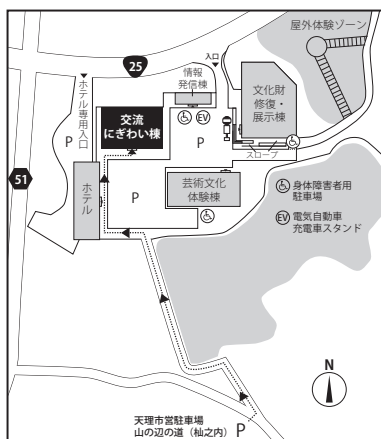 屋外体験ゾーン
入口
情報
発信棟
25
文化財
修復・
展示棟
ホテル専用入口
交流
にぎわい棟
EV
P
P
スロープ
51
ホテル
P
芸術文化
体験棟
身体障害者用
駐車場
EV
電気自動車
充電車スタンド
N
天理市営駐車場
山の辺の道（杣之内）
P